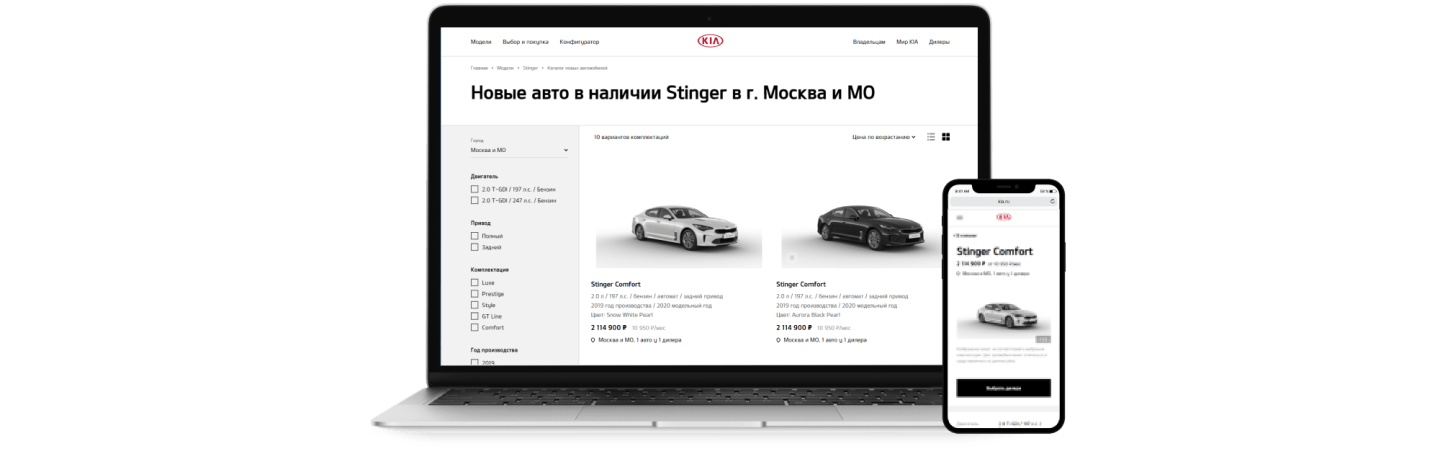 Модели Выбор и покупка Конфигуратор KIA Владельцам Мир KIA Дилеры
Главная > Модели > Stinger > Каталог новых автомобилей
Новые авто в наличии Stinger в г. Москва и МО
Город
Москва и МО
10 вариантов комплектаций
Цена по возрастанию
Двигатель
2.0 T-GDI / 197 л.с. / Бензин
2.0 T-GDI / 247 л.с. / Бензин
Привод
Полный
Задний
Комплектация
Luxe
Prestige
Style
GT Line
Comfort
Год производства
2019
Stinger Comfort
2.0 л / 197 л.с. / бензин / автомат / задний привод
2019 год производства / 2020 модельный год
Цвет: Snow White Pearl
2 114 900 ₽ 10 950 ₽/мес
Москва и МО, 1 авто у 1 дилера
Stinger Comfort
2.0 л / 197 л.с. / бензин / автомат / задний привод
2019 год производства / 2020 модельный год
Цвет: Aurora Black Pearl
2 114 900 ₽ 10 950 ₽/мес
Москва и МО, 1 авто у 1 дилера
kia.ru
KIA
Stinger Comfort
2 114 900 ₽
Москва и МО, 1 авто у 1 дилера
Выбрать дилера